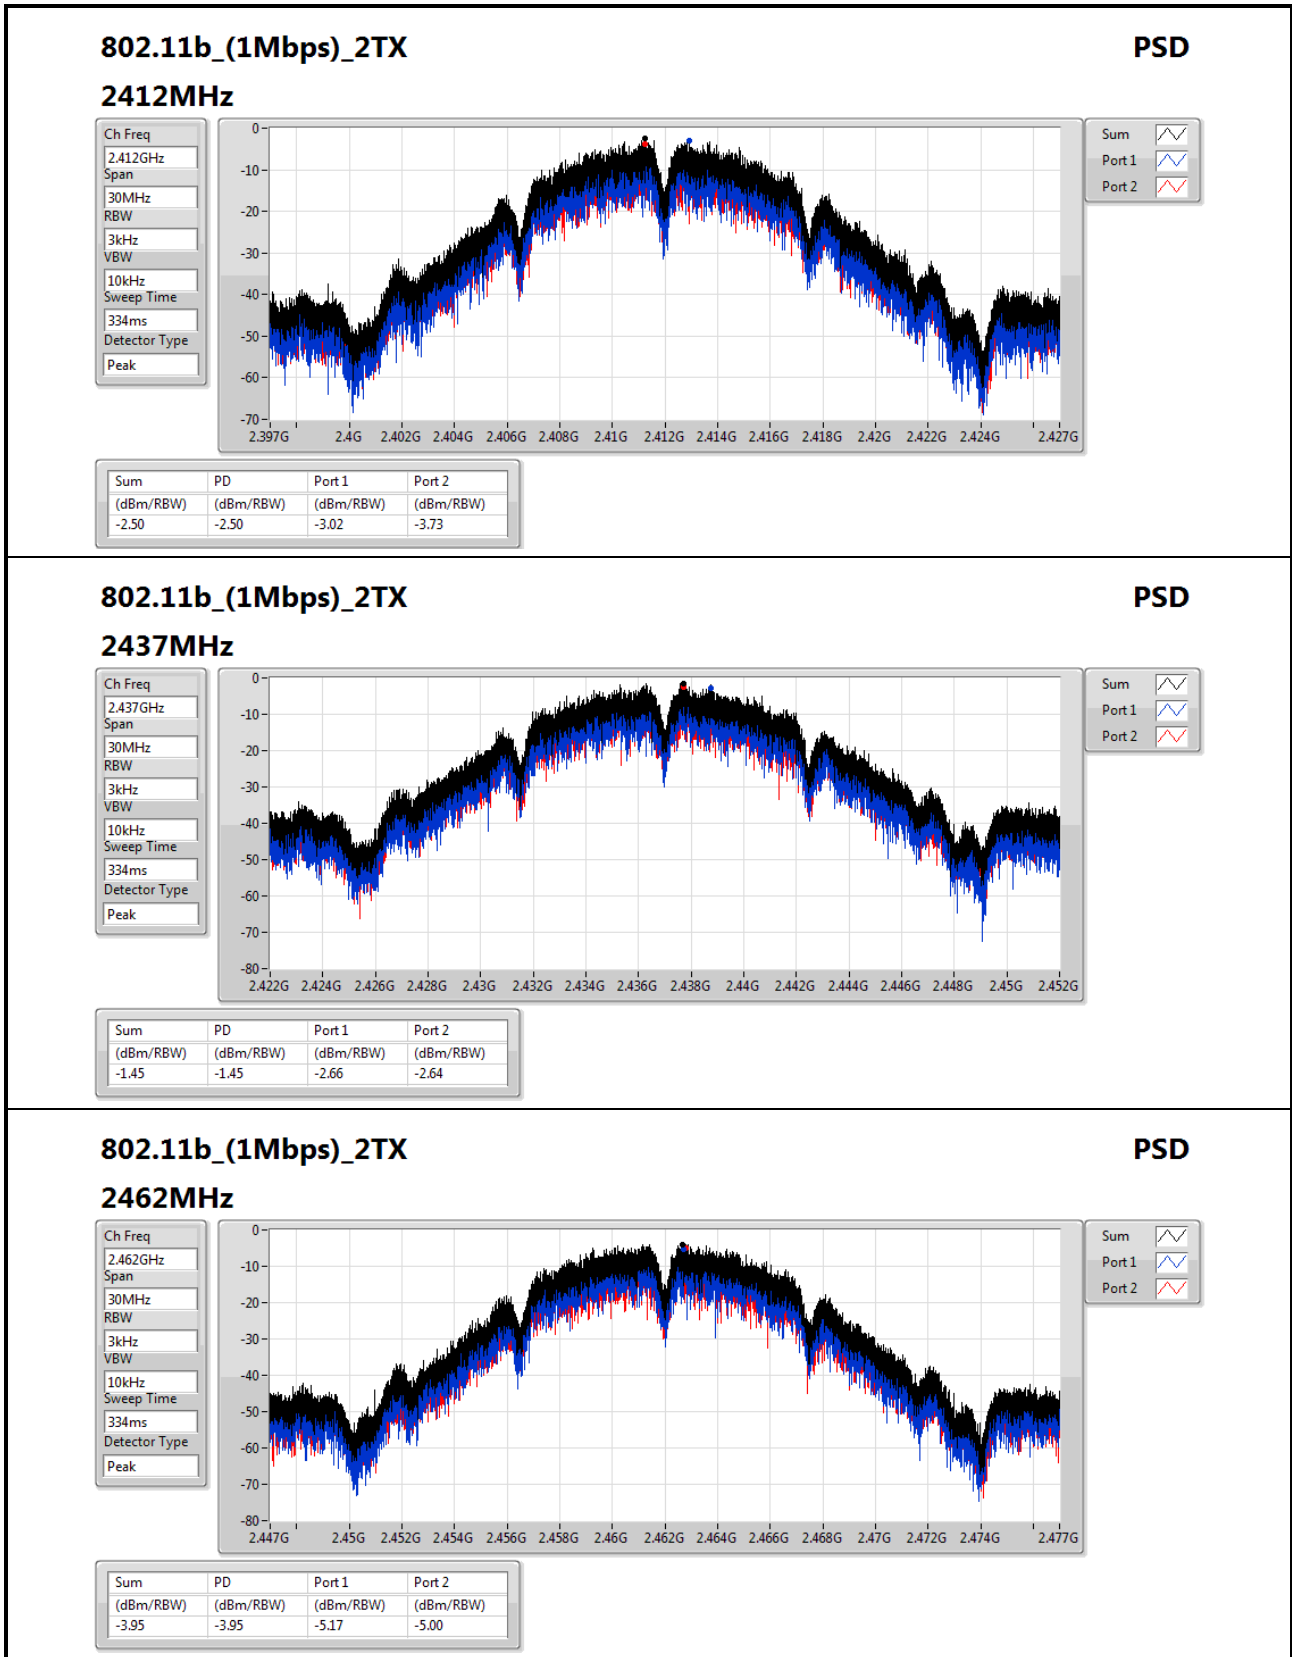 802.11b_(1Mbps)_2TX PSD
2412MHz
Ch Freq
2.412GHz
Span
30MHz
RBW
3kHz
VBW
10kHz
Sweep Time
334ms
Detector Type
Peak
0
-10
-20
-30
-40
-50
-60
-70
2.397G 2.4G 2.402G 2.404G 2.406G 2.408G 2.41G 2.412G 2.414G 2.416G 2.418G 2.42G 2.422G 2.424G 2.427G
Sum
Port 1
Port 2
Sum PD Port 1 Port 2
(dBm/RBW) (dBm/RBW) (dBm/RBW) (dBm/RBW)
-2.50 -2.50 -3.02 -3.73
802.11b_(1Mbps)_2TX PSD
2437MHz
Ch Freq
2.437GHz
Span
30MHz
RBW
3kHz
VBW
10kHz
Sweep Time
334ms
Detector Type
Peak
0
-10
-20
-30
-40
-50
-60
-70
-80
2.422G 2.424G 2.426G 2.428G 2.43G 2.432G 2.434G 2.436G 2.438G 2.44G 2.442G 2.444G 2.446G 2.448G 2.45G 2.452G
Sum
Port 1
Port 2
Sum PD Port 1 Port 2
(dBm/RBW) (dBm/RBW) (dBm/RBW) (dBm/RBW)
-1.45 -1.45 -2.66 -2.64
802.11b_(1Mbps)_2TX PSD
2462MHz
Ch Freq
2.462GHz
Span
30MHz
RBW
3kHz
VBW
10kHz
Sweep Time
334ms
Detector Type
Peak
0
-10
-20
-30
-40
-50
-60
-70
-80
2.447G 2.45G 2.452G 2.454G 2.456G 2.458G 2.46G 2.462G 2.464G 2.466G 2.468G 2.47G 2.472G 2.474G 2.477G
Sum
Port 1
Port 2
Sum PD Port 1 Port 2
(dBm/RBW) (dBm/RBW) (dBm/RBW) (dBm/RBW)
-3.95 -3.95 -5.17 -5.00